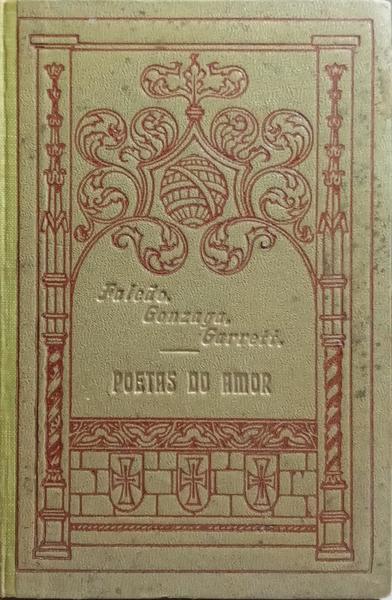 Falcão.
Gonzaga.
Garrett.
POETAS DO AMOR